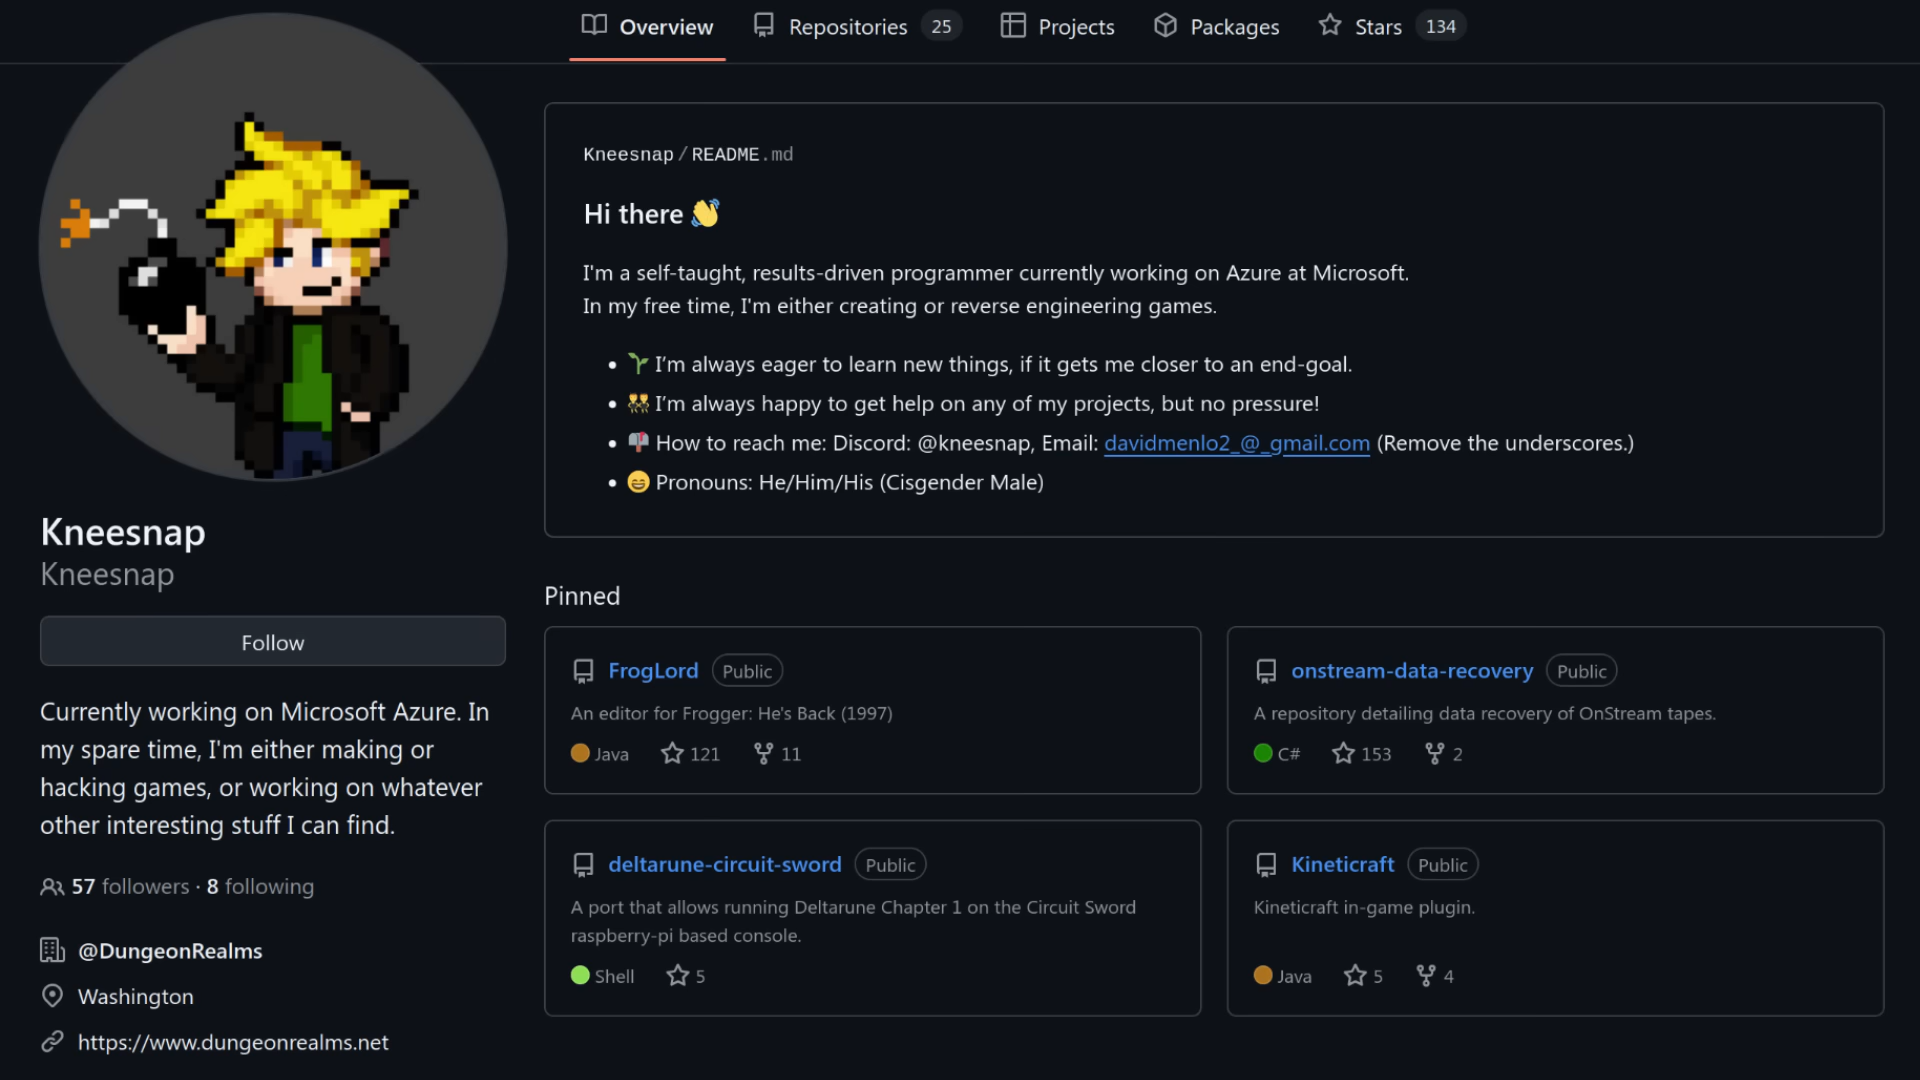 Overview
Repositories 25
Projects
Packages
Stars 134
Kneesnap/README.md
Hi there 👋
I'm a self-taught, results-driven programmer currently working on Azure at Microsoft.
In my free time, I'm either creating or reverse engineering games.
• 🌱 I’m always eager to learn new things, if it gets me closer to an end-goal.
• 👯 I’m always happy to get help on any of my projects, but no pressure!
• 📫 How to reach me: Discord: @kneesnap, Email: davidmenlo2_@_gmail.com (Remove the underscores.)
• 😄 Pronouns: He/Him/His (Cisgender Male)
Kneesnap
Kneesnap
Follow
Currently working on Microsoft Azure. In
my spare time, I'm either making or
hacking games, or working on whatever
other interesting stuff I can find.
57 followers · 8 following
@DungeonRealms
Washington
https://www.dungeonrealms.net
Pinned
FrogLord Public
An editor for Frogger: He's Back (1997)
Java 121 11
onstream-data-recovery Public
A repository detailing data recovery of OnStream tapes.
C# 153 2
deltarune-circuit-sword Public
A port that allows running Deltarune Chapter 1 on the Circuit Sword
raspberry-pi based console.
Shell 5
Kineticraft Public
Kineticraft in-game plugin.
Java 5 4